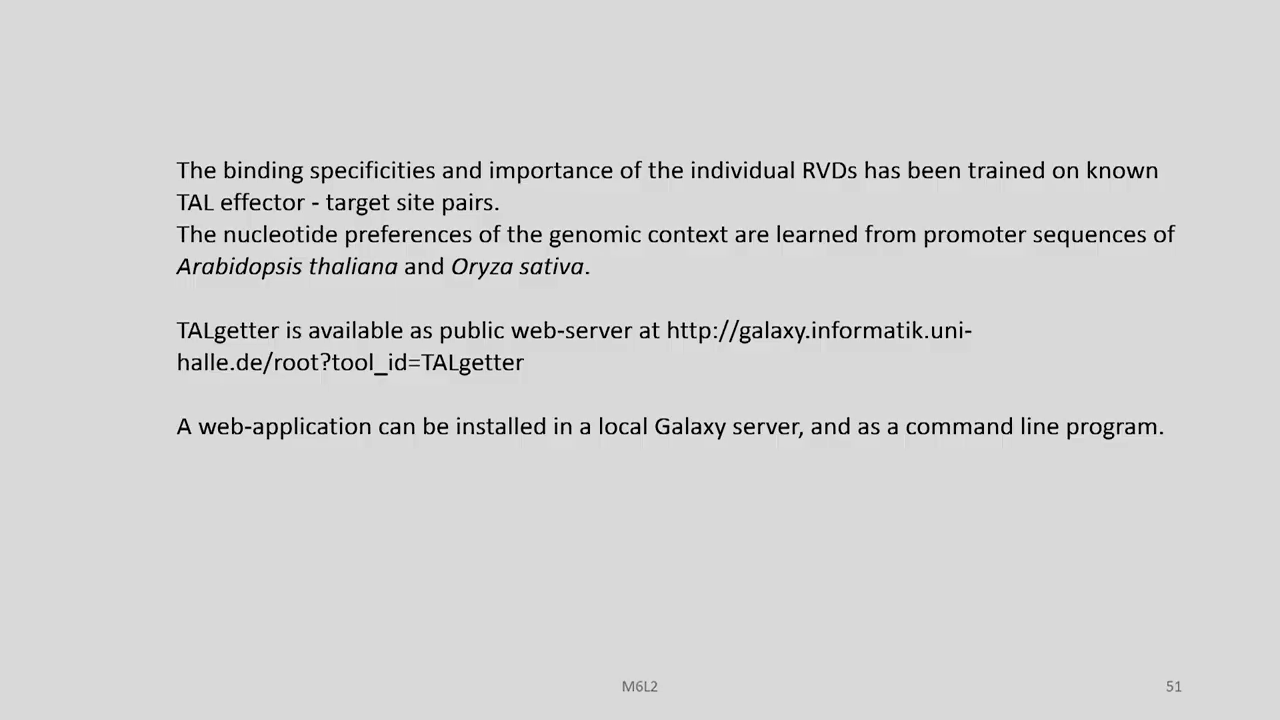 The binding specificities and importance of the individual RVDs has been trained on known
TAL effector - target site pairs.
The nucleotide preferences of the genomic context are learned from promoter sequences of
Arabidopsis thaliana and Oryza sativa.
TALgetter is available as public web-server at http://galaxy.informatik.uni-
halle.de/root?tool_id=TALgetter
A web-application can be installed in a local Galaxy server, and as a command line program.
M6L2
51